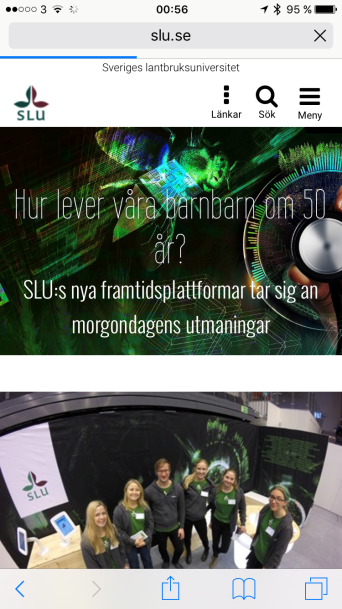 3 00:56 95 %
slu.se
Sveriges lantbruksuniversitet
SLU
Länkar Sök Meny
Hur lever våra barnbarn om 50
år?
SLU:s nya framtidsplattformar tar sig an
morgondagens utmaningar
SLU